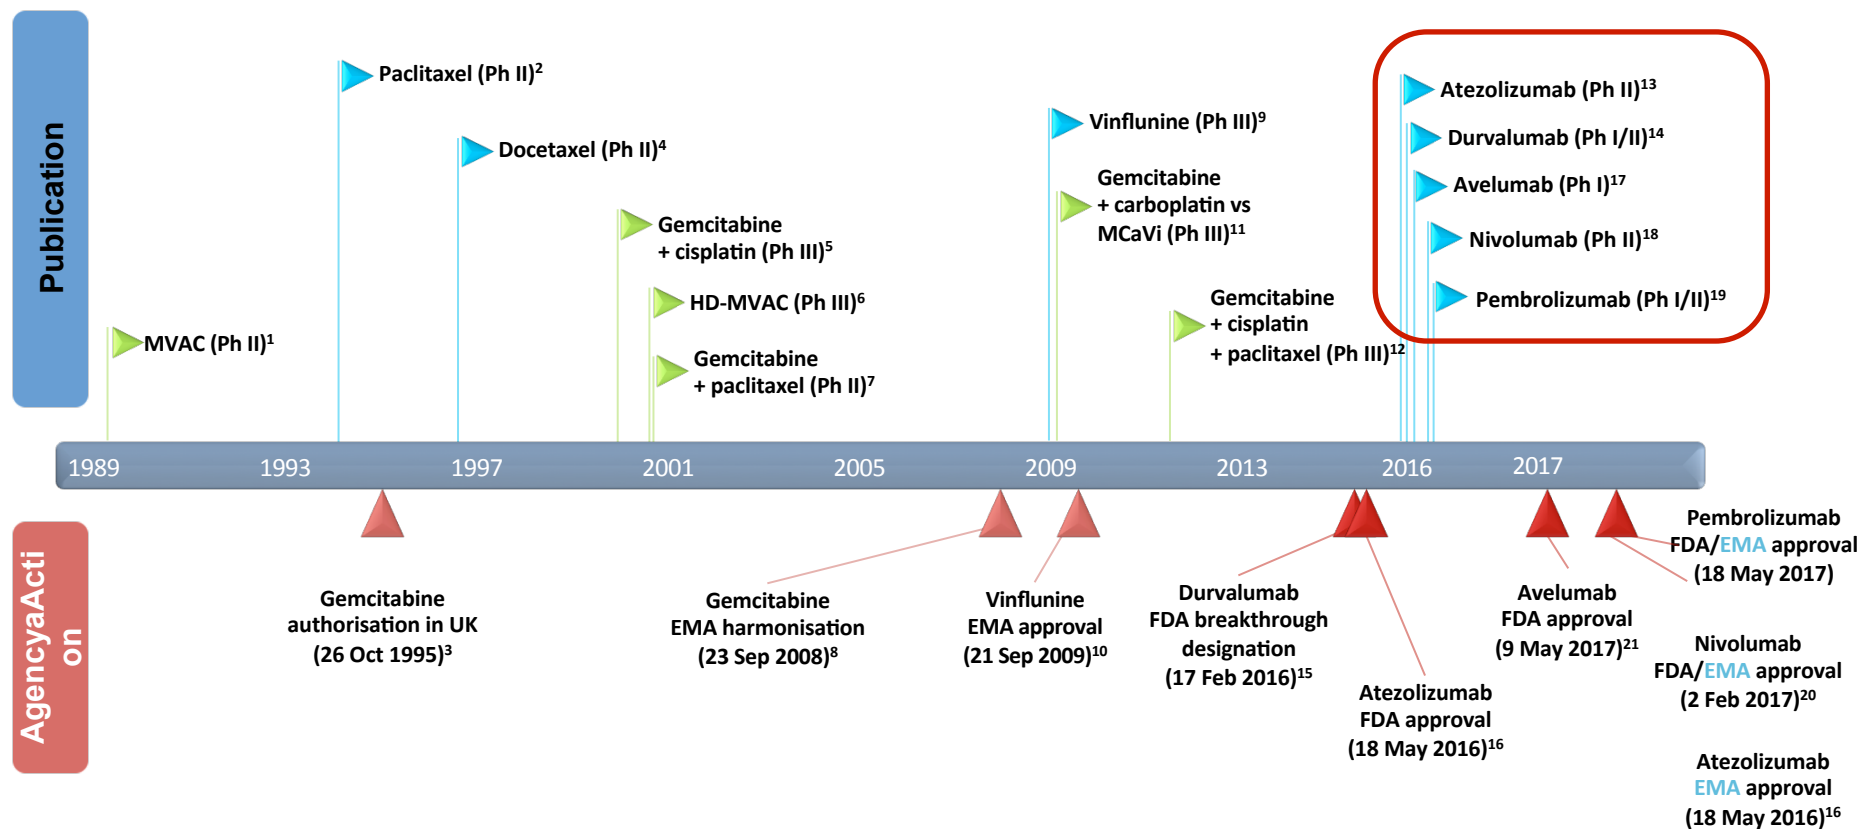 Publication
Paclitaxel (Ph II)2
Docetaxel (Ph II)4
Gemcitabine
+ cisplatin (Ph III)5
HD-MVAC (Ph III)6
MVAC (Ph II)1
Gemcitabine
+ paclitaxel (Ph II)7
Vinflunine (Ph III)9
Gemcitabine
+ carboplatin vs
MCaVi (Ph III)11
Gemcitabine
+ cisplatin
+ paclitaxel (Ph III)12
Atezolizumab (Ph II)13
Durvalumab (Ph I/II)14
Avelumab (Ph I)17
Nivolumab (Ph II)18
Pembrolizumab (Ph I/II)19
1989 1993 1997 2001 2005 2009 2013 2016 2017
AgencyaActi
on
Gemcitabine
authorisation in UK
(26 Oct 1995)3
Gemcitabine
EMA harmonisation
(23 Sep 2008)8
Vinflunine
EMA approval
(21 Sep 2009)10
Durvalumab
FDA breakthrough
designation
(17 Feb 2016)15
Atezolizumab
FDA approval
(18 May 2016)16
Avelumab
FDA approval
(9 May 2017)21
Pembrolizumab
FDA/EMA approval
(18 May 2017)
Nivolumab
FDA/EMA approval
(2 Feb 2017)20
Atezolizumab
EMA approval
(18 May 2016)16